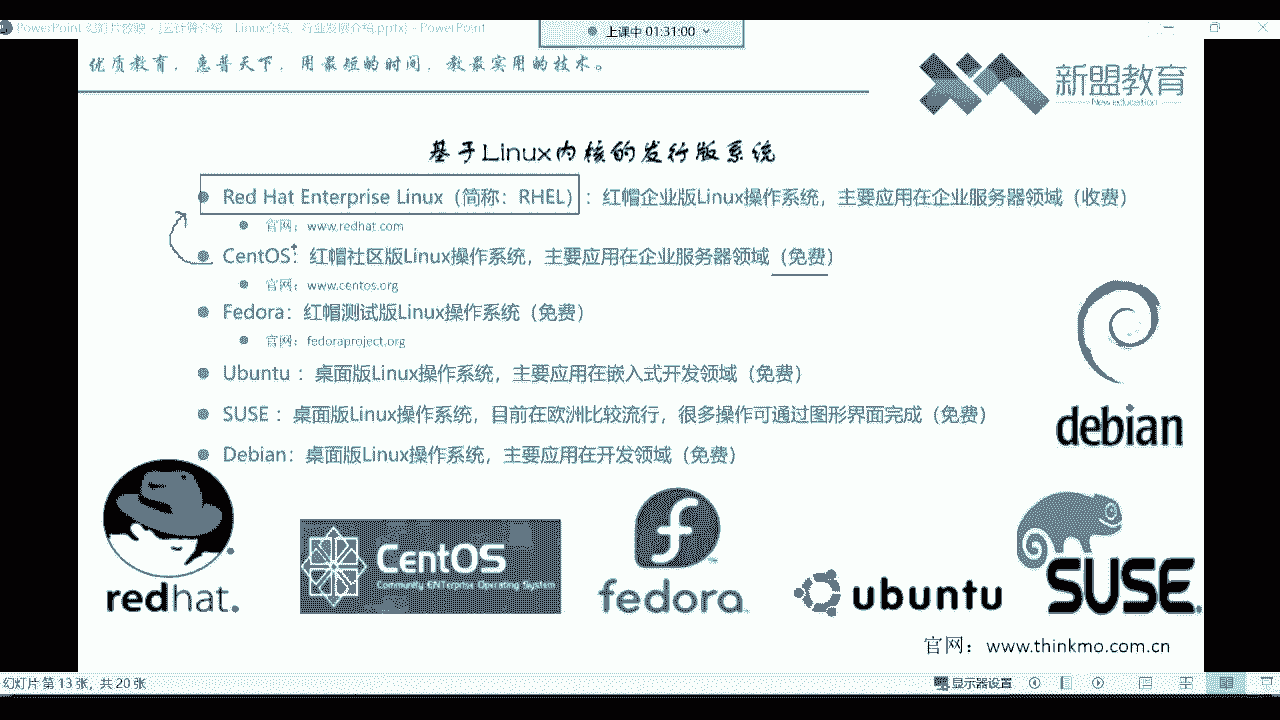 PowerPoint 幻灯片放映 - [云计算介绍、Linux介绍、行业发展介绍.pptx] - PowerPoint
上课中 01:31:00
优质教育，惠普天下，用最短的时间，教最实用的技术。
新盟教育
New education
基于Linux内核的发行版系统
Red Hat Enterprise Linux（简称：RHEL）：红帽企业版Linux操作系统，主要应用在企业服务器领域（收费）
官网：www.redhat.com
CentOS：红帽社区版Linux操作系统，主要应用在企业服务器领域（免费）
官网：www.centos.org
Fedora：红帽测试版Linux操作系统（免费）
官网：fedoraproject.org
Ubuntu ：桌面版Linux操作系统，主要应用在嵌入式开发领域（免费）
SUSE ：桌面版Linux操作系统，目前在欧洲比较流行，很多操作可通过图形界面完成（免费）
Debian：桌面版Linux操作系统，主要应用在开发领域（免费）
debian
redhat.
CentOS
Community ENTerprise Operating System
fedora
ubuntu
SUSE
官网：www.thinkmo.com.cn
幻灯片第 13 张，共 20 张
显示器设置